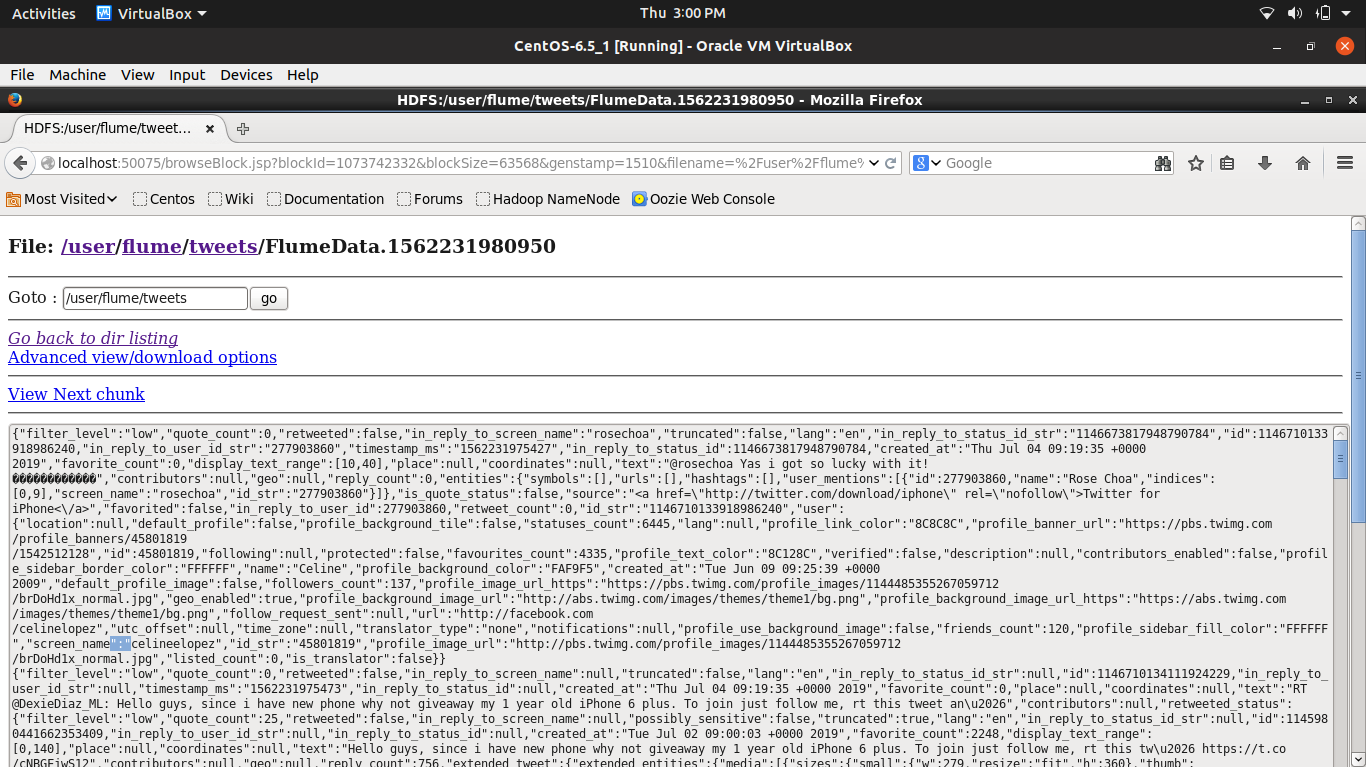 Activities VirtualBox Thu 3:00 PM
CentOS-6.5_1 [Running] - Oracle VM VirtualBox
File Machine View Input Devices Help
HDFS:/user/flume/tweets/FlumeData.1562231980950 - Mozilla Firefox
HDFS:/user/flume/tweet...
localhost:50075/browseBlock.jsp?blockId=1073742332&blockSize=63568&genstamp=1510&filename=%2Fuser%2Fflume% Google
Most Visited Centos Wiki Documentation Forums Hadoop NameNode Oozie Web Console
File: /user/flume/tweets/FlumeData.1562231980950
Goto : /user/flume/tweets go
Go back to dir listing
Advanced view/download options
View Next chunk
{"filter_level":"low","quote_count":0,"retweeted":false,"in_reply_to_screen_name":"rosechoa","truncated":false,"lang":"en","in_reply_to_status_id_str":"1146673817948790784","id":1146710133
918986240,"in_reply_to_user_id_str":"277903860","timestamp_ms":"1562231975427","in_reply_to_status_id":1146673817948790784,"created_at":"Thu Jul 04 09:19:35 +0000
2019","favorite_count":0,"display_text_range":[10,40],"place":null,"coordinates":null,"text":"@rosechoa Yas i got so lucky with it!
������������","contributors":null,"geo":null,"reply_count":0,"entities":{"symbols":[],"urls":[],"hashtags":[],"user_mentions":[{"id":277903860,"name":"Rose Choa","indices":
[0,9],"screen_name":"rosechoa","id_str":"277903860"}]},"is_quote_status":false,"source":"<a href=\"http://twitter.com/download/iphone\" rel=\"nofollow\">Twitter for
iPhone<\/a>","favorited":false,"in_reply_to_user_id":277903860,"retweet_count":0,"id_str":"1146710133918986240","user":
{"location":null,"default_profile":false,"profile_background_tile":false,"statuses_count":6445,"lang":null,"profile_link_color":"8C8C8C","profile_banner_url":"https://pbs.twimg.com
/profile_banners/45801819
/1542512128","id":45801819,"following":null,"protected":false,"favourites_count":4335,"profile_text_color":"8C128C","verified":false,"description":null,"contributors_enabled":false,"profil
e_sidebar_border_color":"FFFFFF","name":"Celine","profile_background_color":"FAF9F5","created_at":"Tue Jun 09 09:25:39 +0000
2009","default_profile_image":false,"followers_count":137,"profile_image_url_https":"https://pbs.twimg.com/profile_images/1144485355267059712
/brDoHd1x_normal.jpg","geo_enabled":true,"profile_background_image_url":"http://abs.twimg.com/images/themes/theme1/bg.png","profile_background_image_url_https":"https://abs.twimg.com
/images/themes/theme1/bg.png","follow_request_sent":null,"url":"http://facebook.com
/celinelopez","utc_offset":null,"time_zone":null,"translator_type":"none","notifications":null,"profile_use_background_image":false,"friends_count":120,"profile_sidebar_fill_color":"FFFFFF
","screen_name":"Celineelopez","id_str":"45801819","profile_image_url":"http://pbs.twimg.com/profile_images/1144485355267059712
/brDoHd1x_normal.jpg","listed_count":0,"is_translator":false}}
{"filter_level":"low","quote_count":0,"retweeted":false,"in_reply_to_screen_name":null,"truncated":false,"lang":"en","in_reply_to_status_id_str":null,"id":1146710134111924229,"in_reply_to_
user_id_str":null,"timestamp_ms":"1562231975473","in_reply_to_status_id":null,"created_at":"Thu Jul 04 09:19:35 +0000 2019","favorite_count":0,"place":null,"coordinates":null,"text":"RT
@DexieDiaz_ML: Hello guys, since i have new phone why not giveaway my 1 year old iPhone 6 plus. To join just follow me, rt this tweet an\u2026","contributors":null,"retweeted_status":
{"filter_level":"low","quote_count":25,"retweeted":false,"in_reply_to_screen_name":null,"possibly_sensitive":false,"truncated":true,"lang":"en","in_reply_to_status_id_str":null,"id":114598
0441662353409,"in_reply_to_user_id_str":null,"in_reply_to_status_id":null,"created_at":"Tue Jul 02 09:00:03 +0000 2019","favorite_count":2248,"display_text_range":
[0,140],"place":null,"coordinates":null,"text":"Hello guys, since i have new phone why not giveaway my 1 year old iPhone 6 plus. To join just follow me, rt this tw\u2026 https://t.co
/cNBGFjwS12","contributors":null,"geo":null,"reply_count":756,"extended_tweet":{"extended_entities":{"media":[{"sizes":{"small":{"w":279,"resize":"fit","h":360},"thumb":